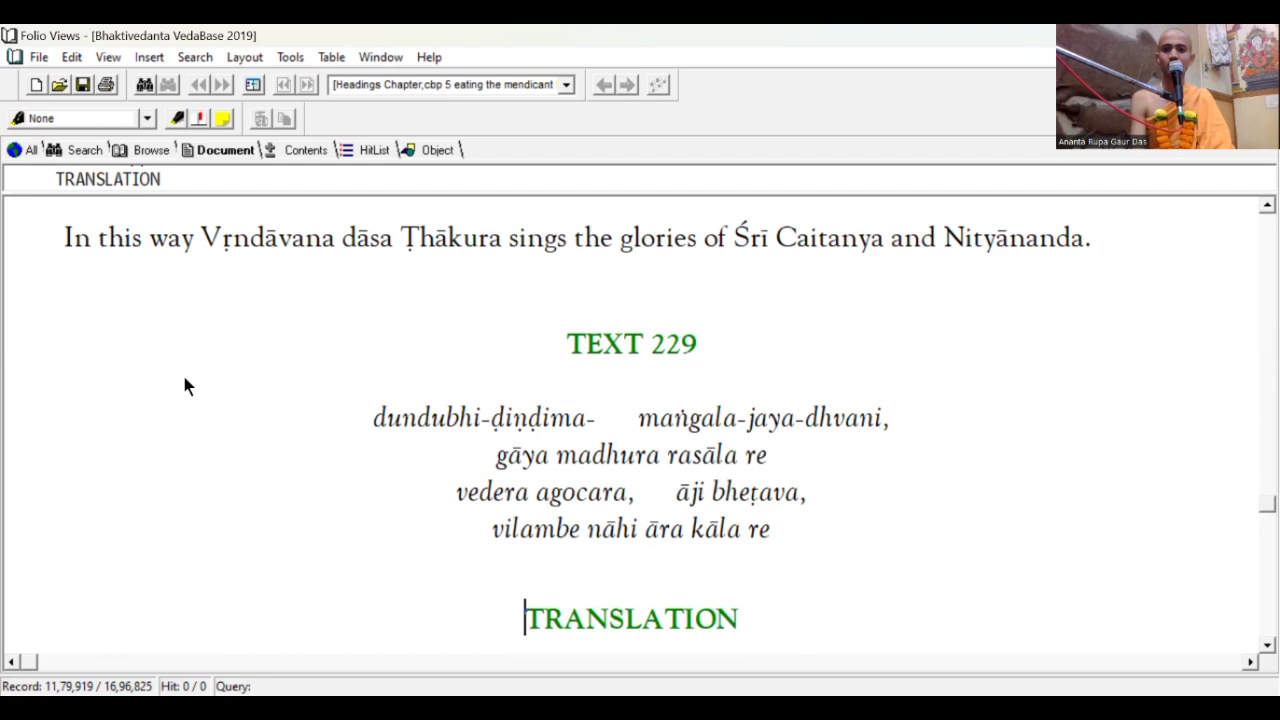 Folio Views - [Bhaktivedanta VedaBase 2019]
File Edit View Insert Search Layout Tools Table Window Help
[Headings Chapter,cbp 5 eating the mendicant
None
All Search Browse Document Contents HitList Object
TRANSLATION
In this way Vṛndāvana dāsa Ṭhākura sings the glories of Śrī Caitanya and Nityānanda.
TEXT 229
dundubhi-ḍiṇḍima- maṅgala-jaya-dhvani,
gāya madhura rasāla re
vedera agocara, āji bheṭava,
vilambe nāhi āra kāla re
TRANSLATION
Record: 11,79,919 / 16,96,825 Hit: 0 / 0 Query:
Ananta Rupa Gaur Das